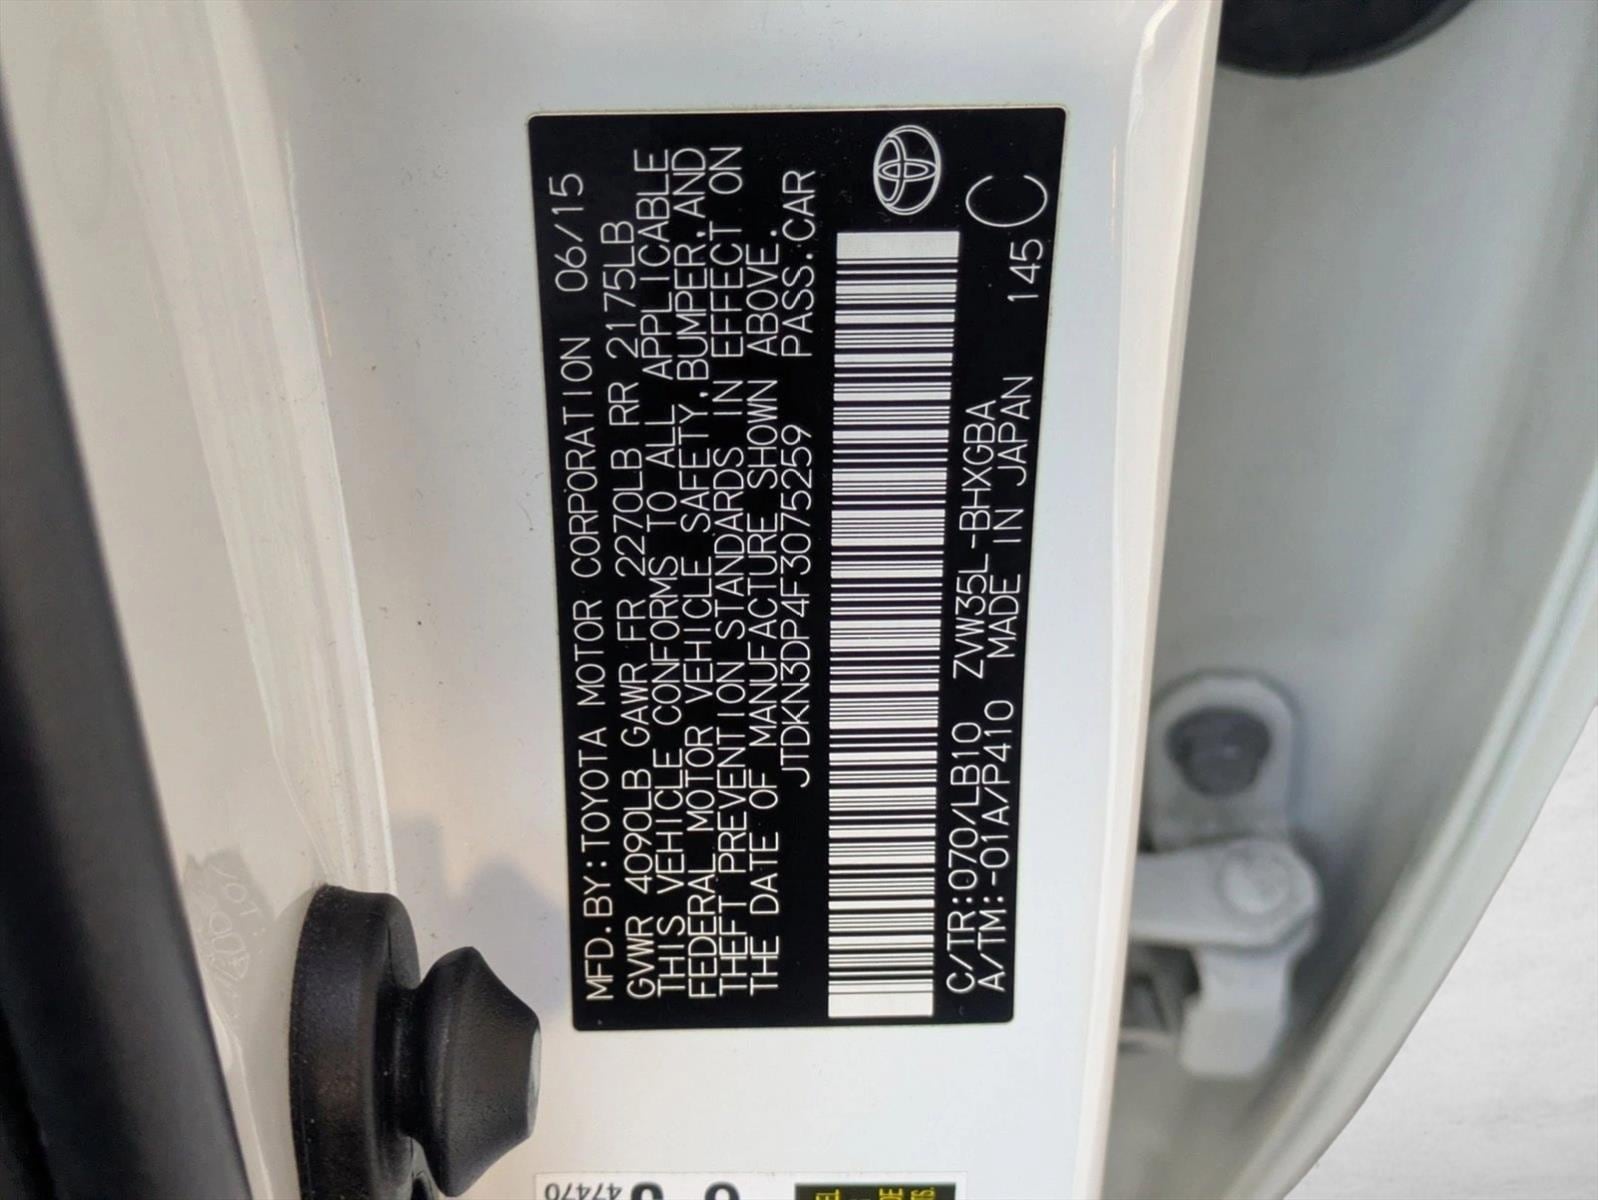 MFD.BY:TOYOTA MOTOR CORPORATION 06/15
GVWR 4090LB GAWR FR 2270LB RR 2175LB
THIS VEHICLE CONFORMS TO ALL APPLICABLE
FEDERAL MOTOR VEHICLE SAFETY,BUMPER,AND
THEFT PREVENTION STANDARDS IN EFFECT ON
THE DATE OF MANUFACTURE SHOWN ABOVE.
JTDKN3DP4F3075259 PASS.CAR
C/TR:070/LB10 ZVW35L-BHXGBA 145 C
A/TM:-01A/P410 MADE IN JAPAN
47470